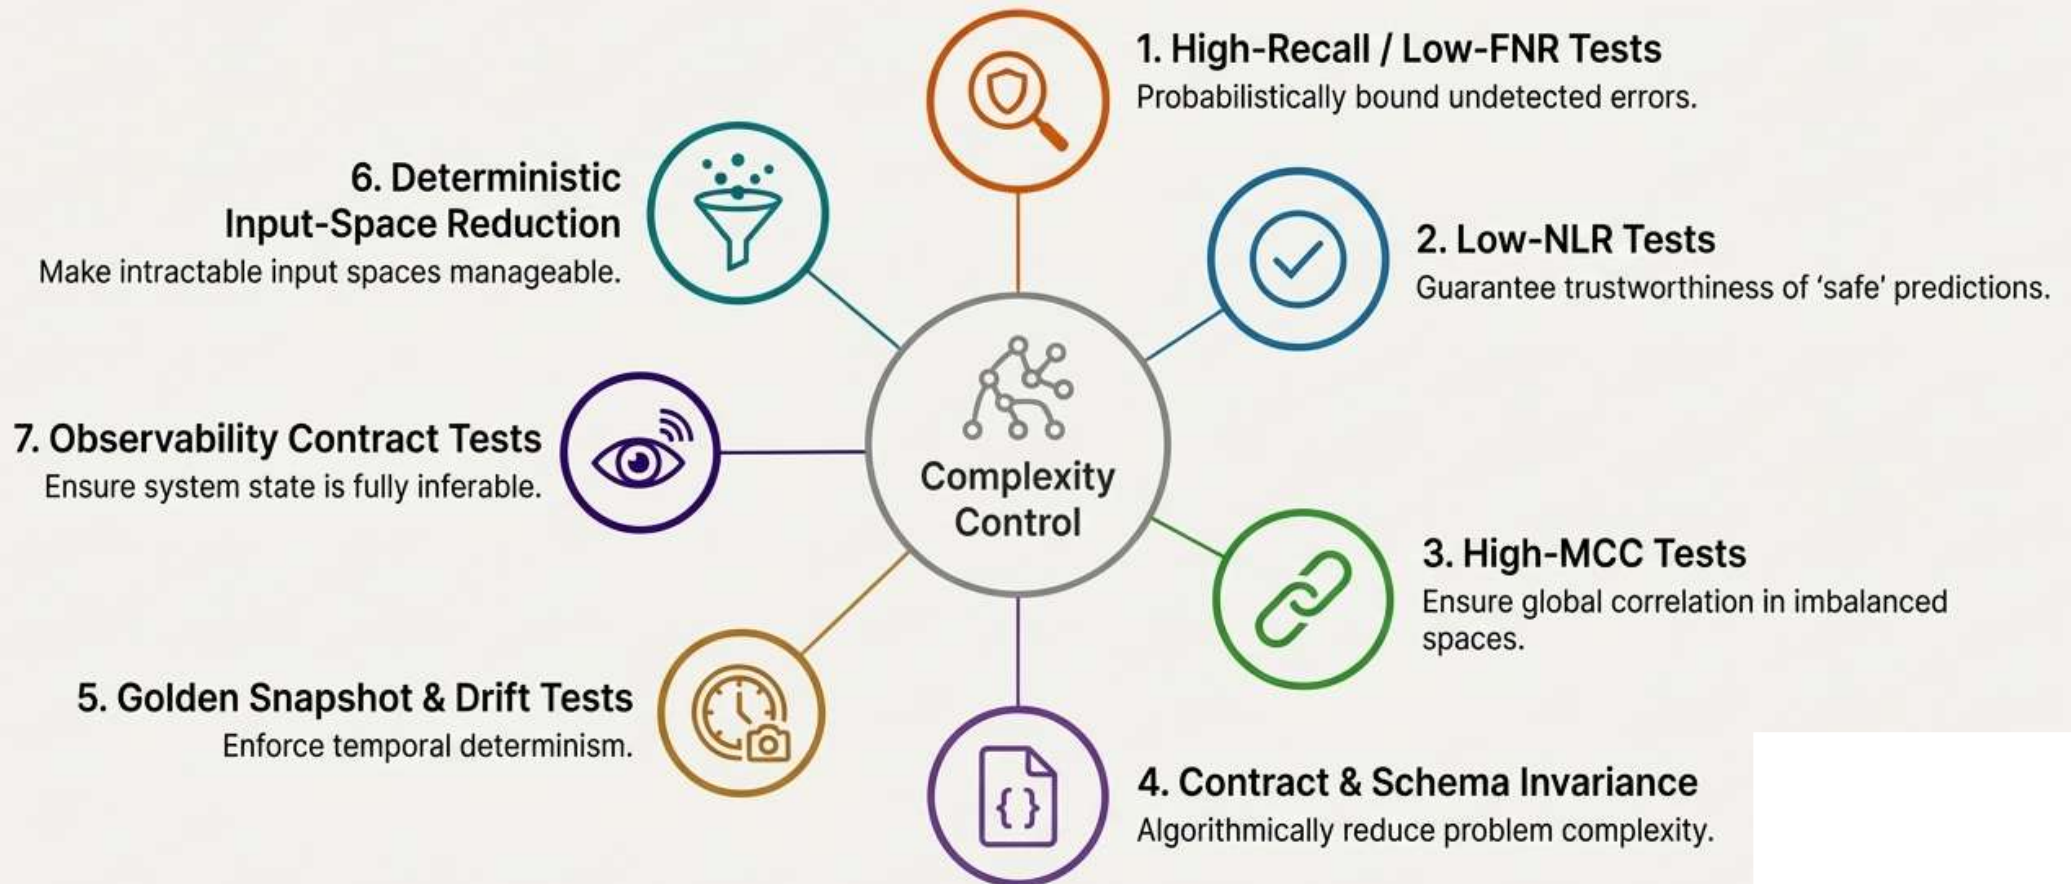 1. High-Recall / Low-FNR Tests
Probabilistically bound undetected errors.
2. Low-NLR Tests
Guarantee trustworthiness of ‘safe’ predictions.
3. High-MCC Tests
Ensure global correlation in imbalanced
spaces.
4. Contract & Schema Invariance
Algorithmically reduce problem complexity.
5. Golden Snapshot & Drift Tests
Enforce temporal determinism.
6. Deterministic
Input-Space Reduction
Make intractable input spaces manageable.
7. Observability Contract Tests
Ensure system state is fully inferable.
Complexity
Control
{ }